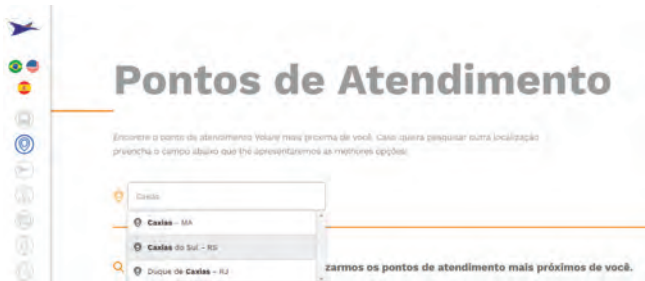 Pontos de Atendimento
Encontre o ponto de atendimento Volare mais próxima de você. Caso queira pesquisar outra localização
preencha o campo abaixo que lhe apresentaremos as melhores opções:
Caxias
Caxias - MA
Caxias do Sul - RS
Duque de Caxias - RJ
zarmos os pontos de atendimento mais próximos de você.